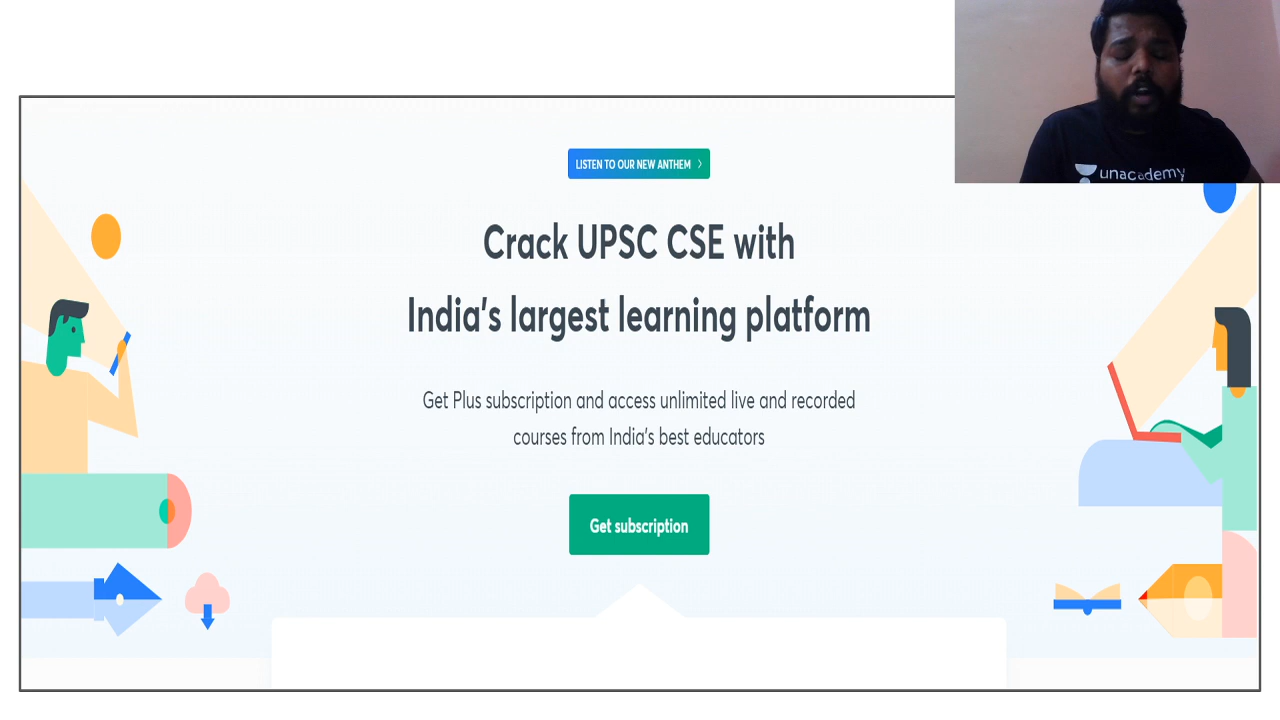 unacademy
LISTEN TO OUR NEW ANTHEM
Crack UPSC CSE with
India's largest learning platform
Get Plus subscription and access unlimited live and recorded
courses from India's best educators
Get subscription